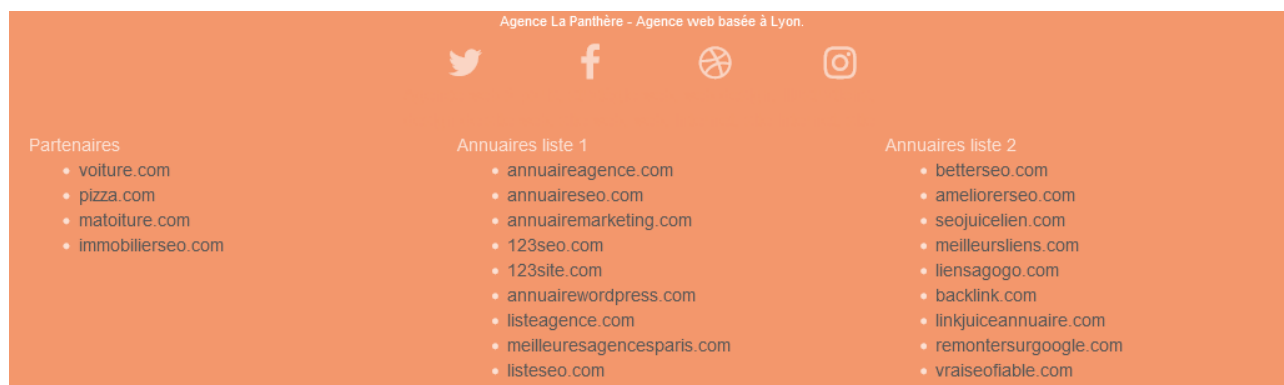 Agence La Panthère - Agence web basée à Lyon.
Partenaires
voiture.com
pizza.com
matoiture.com
immobilierseo.com
Annuaires liste 1
annuaireagence.com
annuaireseo.com
annuairemarketing.com
123seo.com
123site.com
annuairewordpress.com
listeagence.com
meilleuresagencesparis.com
listeseo.com
Annuaires liste 2
betterseo.com
ameliorerseo.com
seojuicelien.com
meilleursliens.com
liensagogo.com
backlink.com
linkjuiceannuaire.com
remontersurgoogle.com
vraiseofiable.com